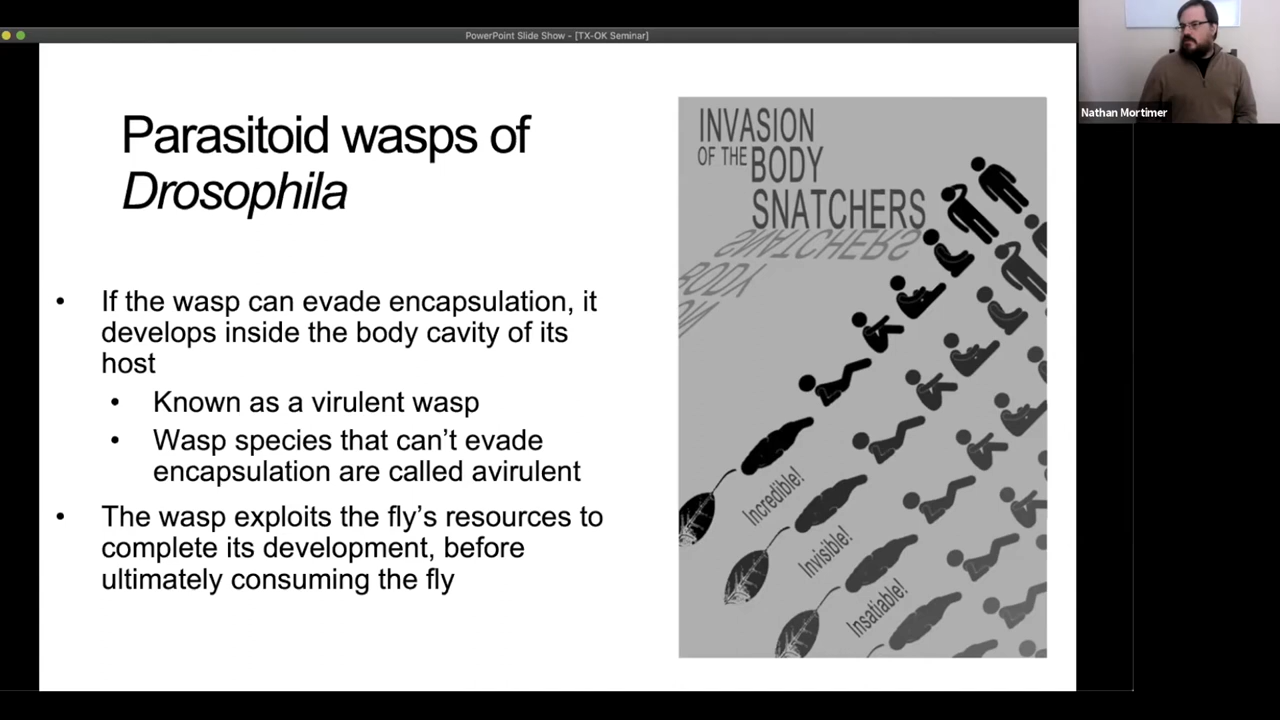 PowerPoint Slide Show - [TX-OK Seminar]
Nathan Mortimer
Parasitoid wasps of
Drosophila
• If the wasp can evade encapsulation, it
develops inside the body cavity of its
host
• Known as a virulent wasp
• Wasp species that can’t evade
encapsulation are called avirulent
• The wasp exploits the fly’s resources to
complete its development, before
ultimately consuming the fly
INVASION
OF THE BODY
SNATCHERS
SNATCHERS
BODY
Incredible!
Invisible!
Insatiable!